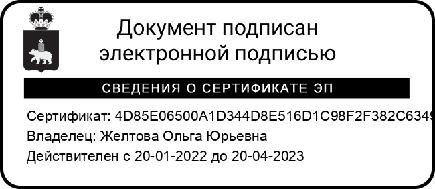 Документ подписан
электронной подписью
СВЕДЕНИЯ О СЕРТИФИКАТЕ ЭП
Сертификат: 4D85E06500A1D344D8E516D1C98F2F382C6349
Владелец: Желтова Ольга Юрьевна
Действителен с 20-01-2022 до 20-04-2023